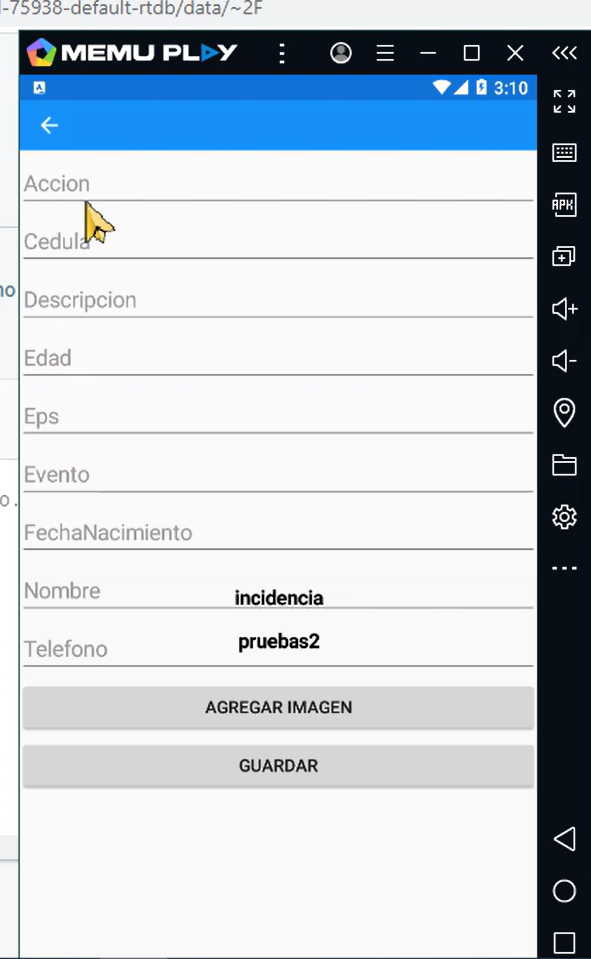 l-75938-default-rtdb/data/~2F
MEMU PLAY
3:10
Accion
Cedula
Descripcion
Edad
Eps
Evento
FechaNacimiento
Nombre
incidencia
Telefono
pruebas2
AGREGAR IMAGEN
GUARDAR
APK
no
o.